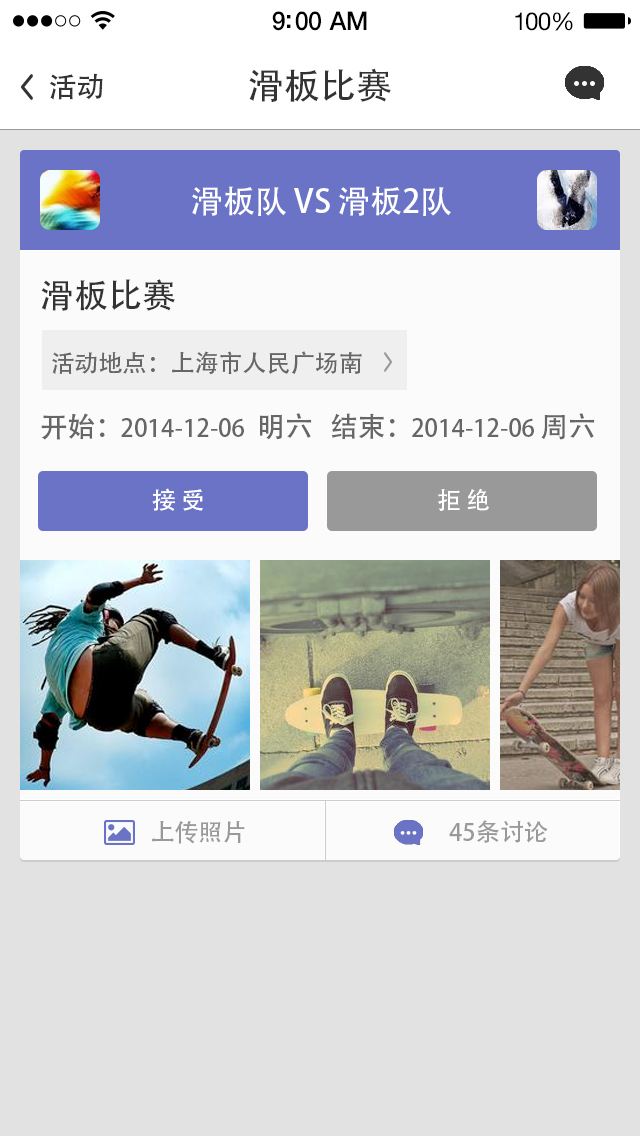 9:00 AM 100%
活动 滑板比赛
滑板队 VS 滑板2队
滑板比赛
活动地点：上海市人民广场南
开始：2014-12-06 明六 结束：2014-12-06 周六
接受 拒绝
上传照片 45条讨论